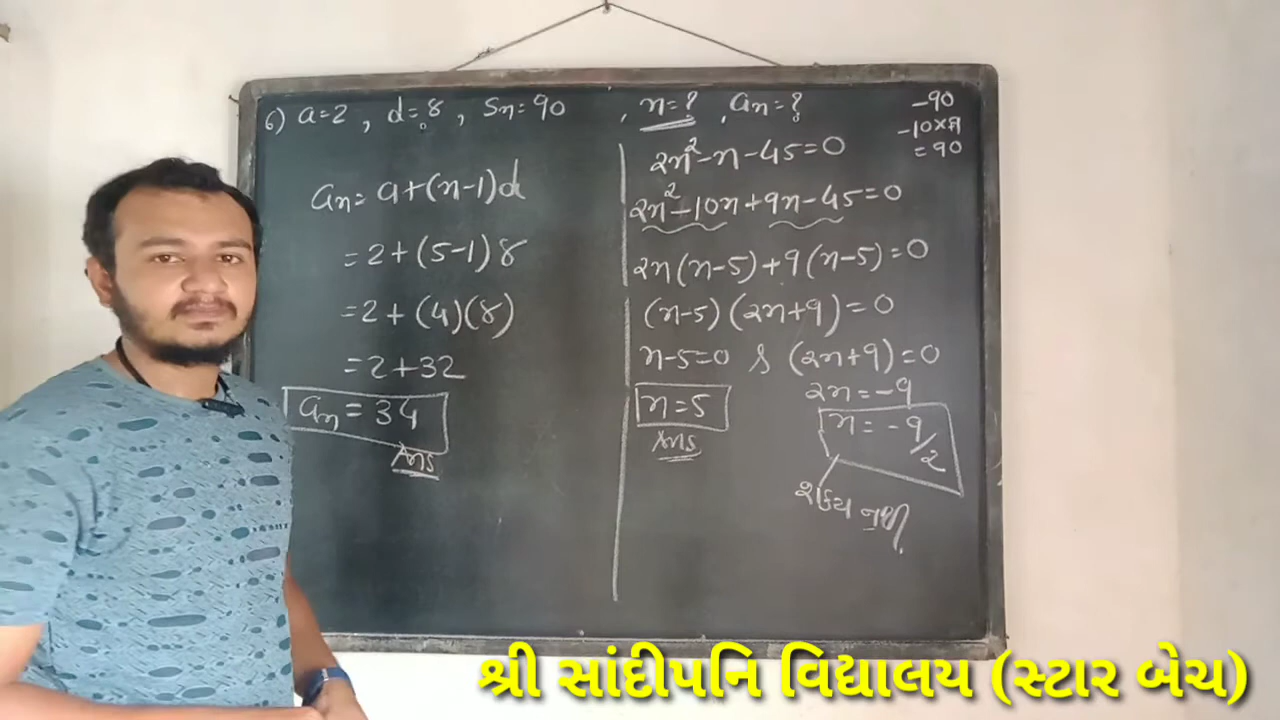 6) a=2, d=8, Sn=90, n=?, an=?
an = a+(n-1)d
= 2+(5-1)8
= 2+(4)(8)
= 2+32
an = 34
Ans
2n²-n-45=0
2n²-10n+9n-45=0
2n(n-5)+9(n-5)=0
(n-5)(2n+9)=0
n-5=0 & (2n+9)=0
n=5
Ans
2n=-9
n=-9/2
શક્ય નથી
-90
= 90
શ્રી સાંદીપનિ વિદ્યાલય (સ્ટાર બેચ)